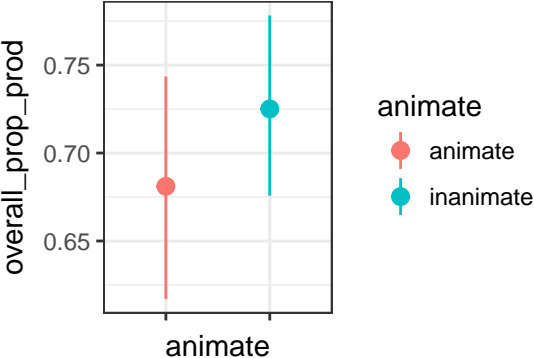 overall_prop_prod
0.75
0.70
0.65
animate
animate
animate
inanimate